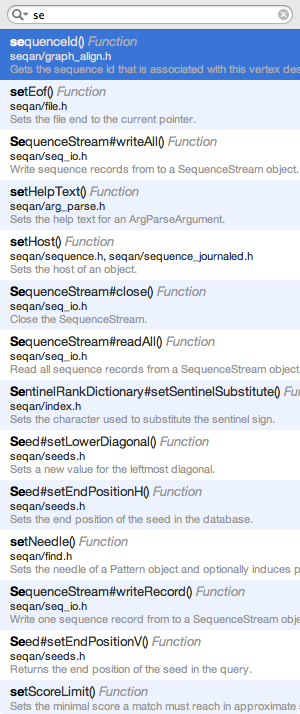 se
sequenceId() Function
seqan/graph_align.h
Gets the sequence id that is associated with this vertex des
setEof() Function
seqan/file.h
Sets the file end to the current pointer.
SequenceStream#writeAll() Function
seqan/seq_io.h
Write sequence records from to a SequenceStream object.
setHelpText() Function
seqan/arg_parse.h
Sets the help text for an ArgParseArgument.
setHost() Function
seqan/sequence.h, seqan/sequence_journaled.h
Sets the host of an object.
SequenceStream#close() Function
seqan/seq_io.h
Close the SequenceStream.
SequenceStream#readAll() Function
seqan/seq_io.h
Read all sequence records from a SequenceStream object
SentinelRankDictionary#setSentinelSubstitute() Function
seqan/index.h
Sets the character used to substitute the sentinel sign.
Seed#setLowerDiagonal() Function
seqan/seeds.h
Sets a new value for the leftmost diagonal.
Seed#setEndPositionH() Function
seqan/seeds.h
Sets the end position of the seed in the database.
setNeedle() Function
seqan/find.h
Sets the needle of a Pattern object and optionally induces p
SequenceStream#writeRecord() Function
seqan/seq_io.h
Write one sequence record from to a SequenceStream obje
Seed#setEndPositionV() Function
seqan/seeds.h
Returns the end position of the seed in the query.
setScoreLimit() Function
Sets the minimal score a match must reach in approximate